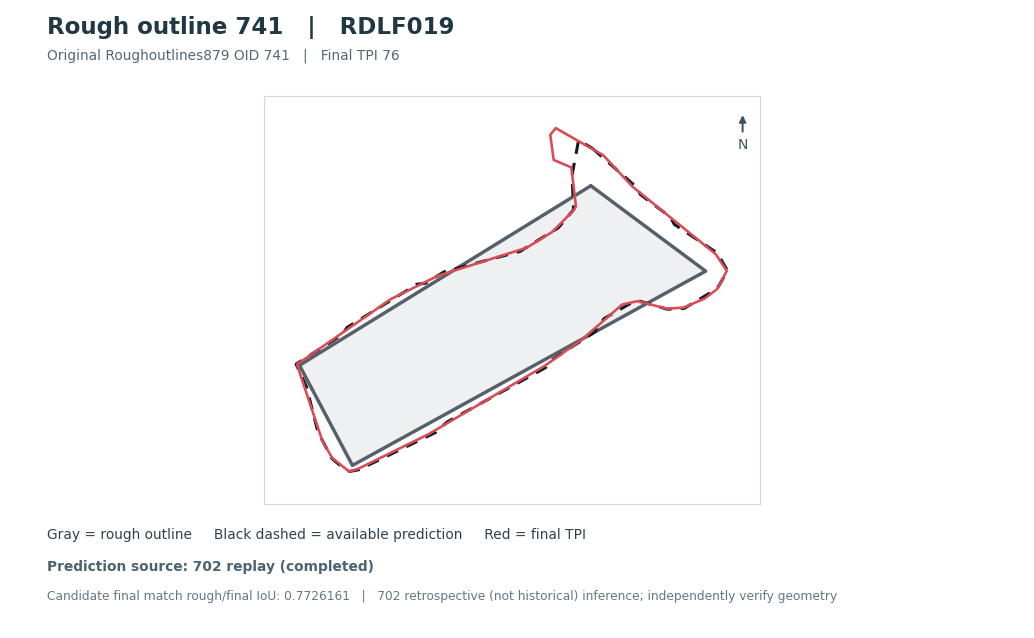 Rough outline 741 | RDLF019
Original Roughoutlines879 OID 741 | Final TPI 76
N
Gray = rough outline Black dashed = available prediction Red = final TPI
Prediction source: 702 replay (completed)
Candidate final match rough/final IoU: 0.7726161 | 702 retrospective (not historical) inference; independently verify geometry